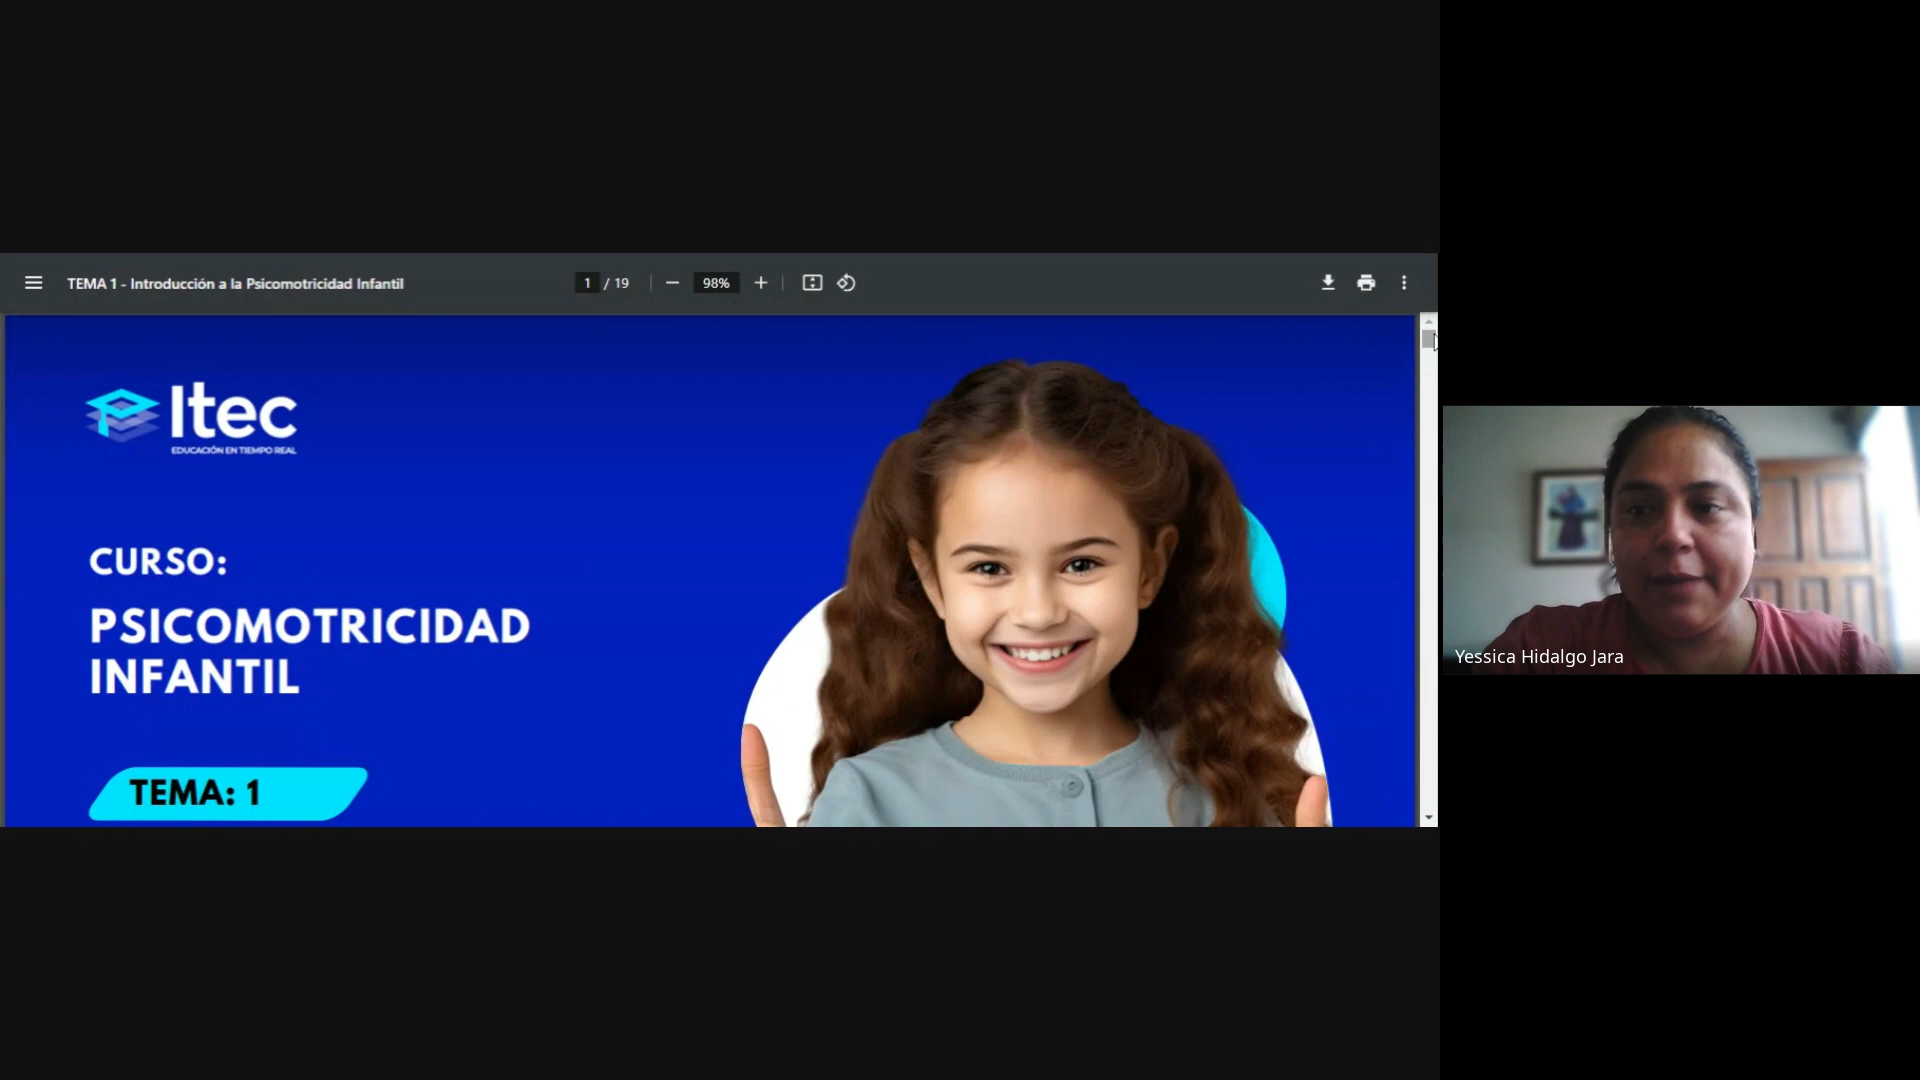 TEMA 1 - Introducción a la Psicomotricidad Infantil
1 / 19
98%
Itec
EDUCACIÓN EN TIEMPO REAL
CURSO:
PSICOMOTRICIDAD
INFANTIL
TEMA: 1
Yessica Hidalgo Jara